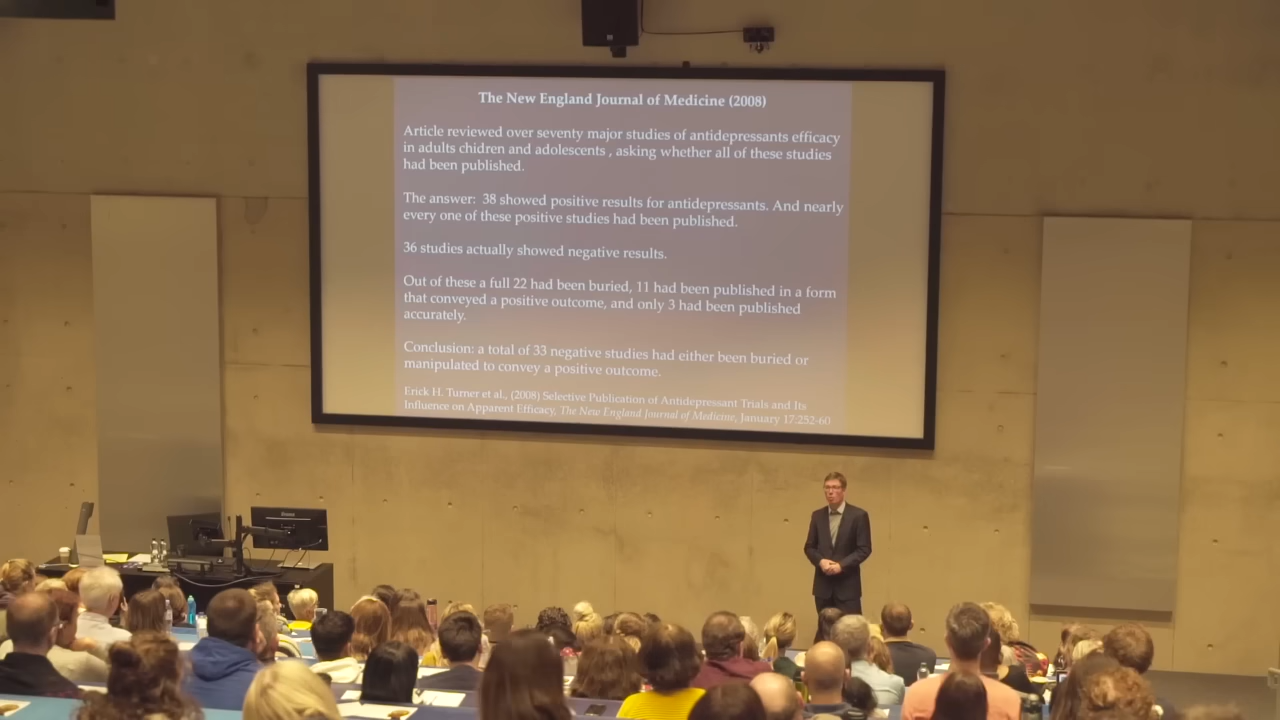 The New England Journal of Medicine (2008)
Article reviewed over seventy major studies of antidepressants efficacy
in adults chidren and adolescents , asking whether all of these studies
had been published.
The answer: 38 showed positive results for antidepressants. And nearly
every one of these positive studies had been published.
36 studies actually showed negative results.
Out of these a full 22 had been buried, 11 had been published in a form
that conveyed a positive outcome, and only 3 had been published
accurately.
Conclusion: a total of 33 negative studies had either been buried or
manipulated to convey a positive outcome.
Erick H. Turner et al., (2008) Selective Publication of Antidepressant Trials and Its
Influence on Apparent Efficacy, The New England Journal of Medicine, January 17:252-60